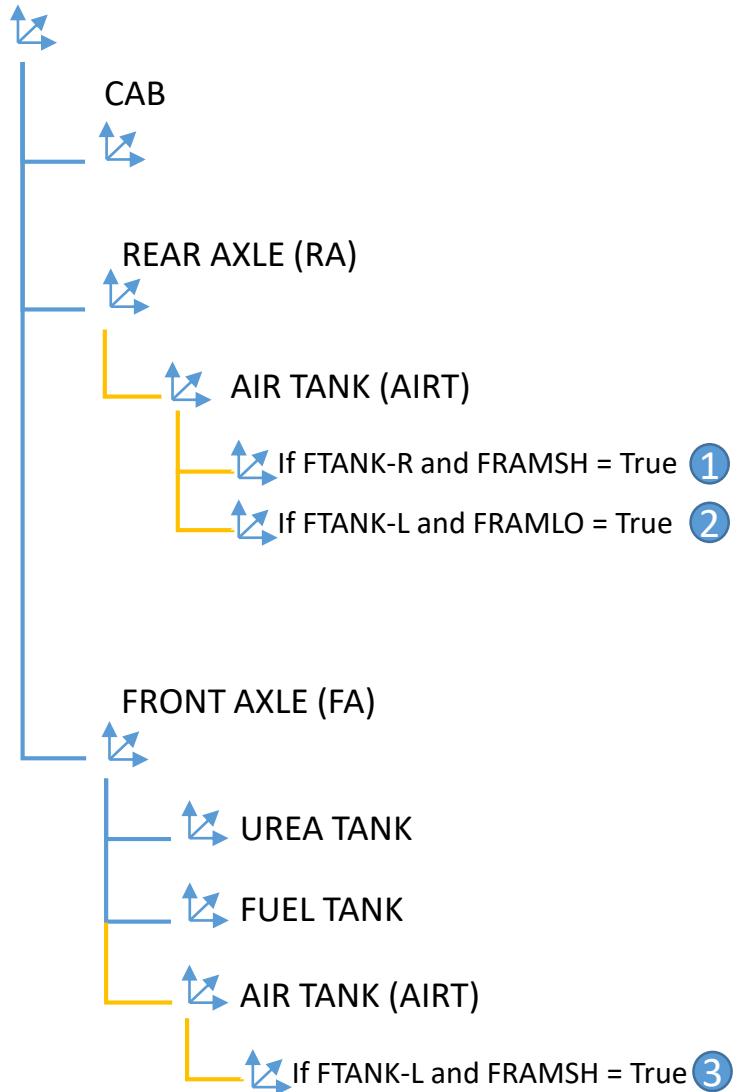 CAB
REAR AXLE (RA)
AIR TANK (AIRT)
If FTANK-R and FRAMSH = True 1
If FTANK-L and FRAMLO = True 2
FRONT AXLE (FA)
UREA TANK
FUEL TANK
AIR TANK (AIRT)
If FTANK-L and FRAMSH = True 3